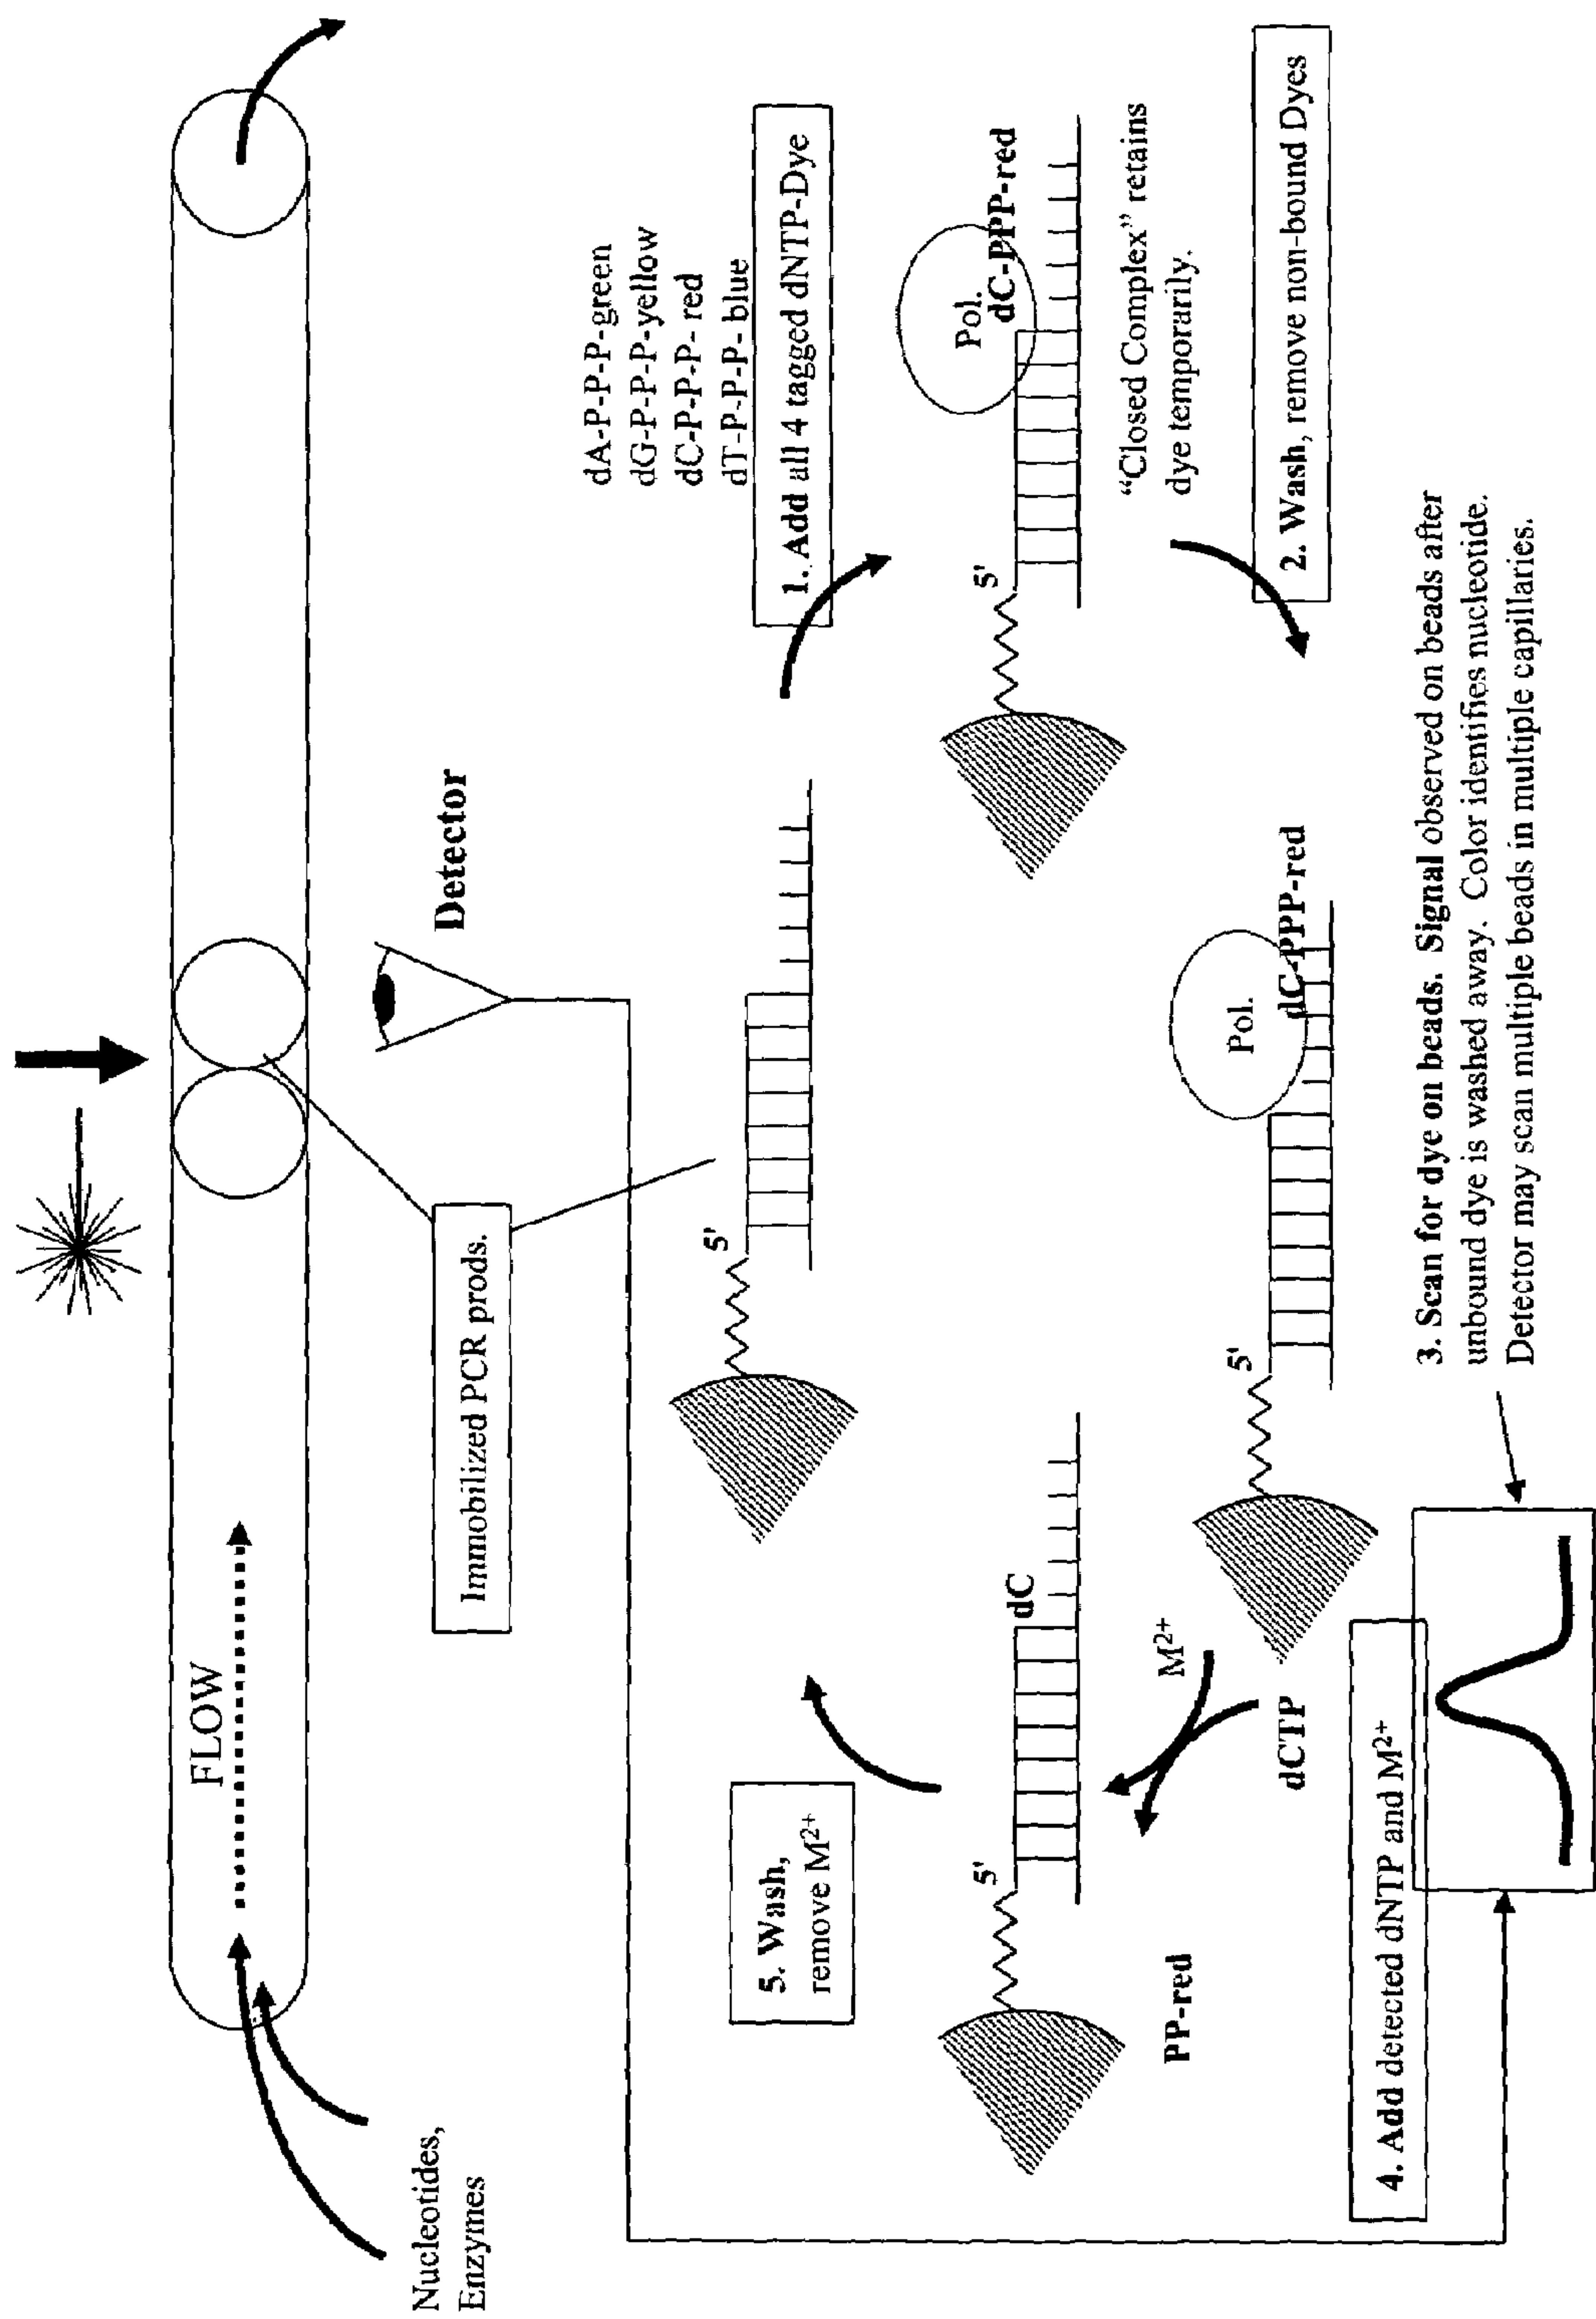 FLOW
Nucleotides,
Enzymes
Detector
Immobilized PCR prods.
5'
dA-P-P-P-green
dG-P-P-P-yellow
dC-P-P-P- red
dT-P-P-P- blue
1. Add all 4 tagged dNTP-Dye
5'
Pol.
dC-PPP-red
"Closed Complex" retains
dye temporarily.
2. Wash, remove non-bound Dyes
5'
Pol.
dC-PPP-red
3. Scan for dye on beads. Signal observed on beads after
unbound dye is washed away. Color identifies nucleotide.
Detector may scan multiple beads in multiple capillaries.
4. Add detected dNTP and M²⁺
dCTP
M²⁺
PP-red
5'
dC
5. Wash,
remove M²⁺